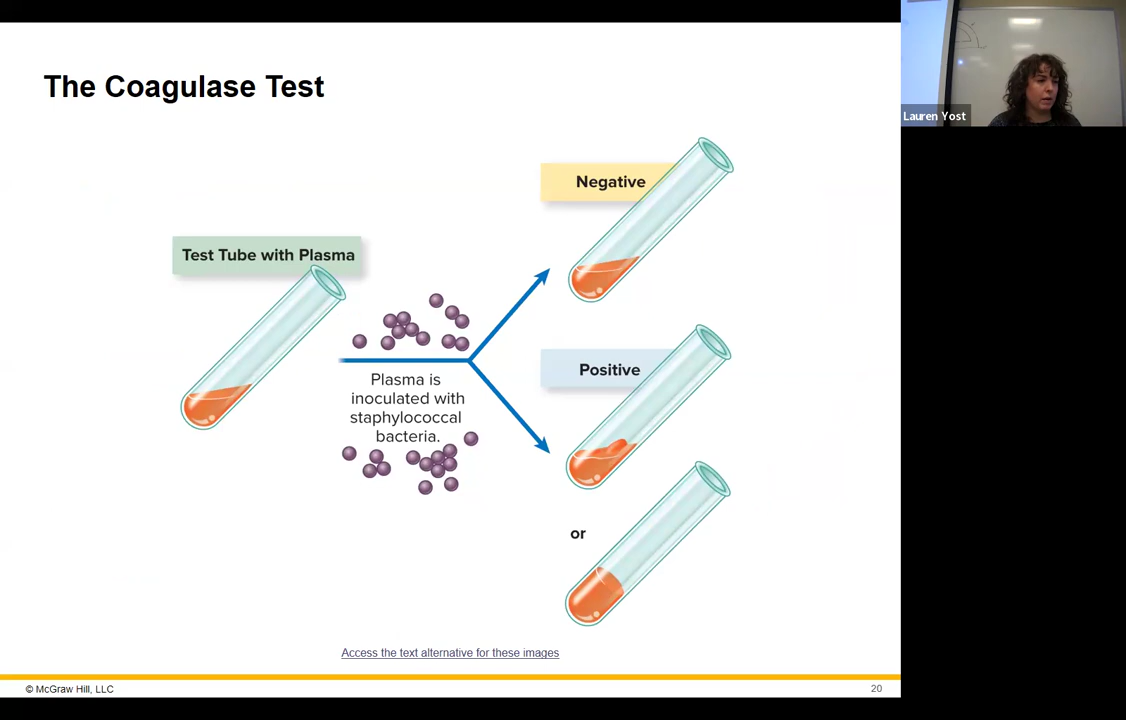 The Coagulase Test
Lauren Yost
Negative
Test Tube with Plasma
Plasma is
inoculated with
staphylococcal
bacteria.
Positive
or
Access the text alternative for these images
© McGraw Hill, LLC
20